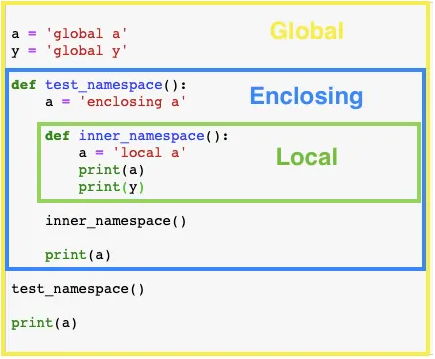 Global
a = 'global a'
y = 'global y'
def test_namespace():
    a = 'enclosing a'
Enclosing
    def inner_namespace():
        a = 'local a'
        print(a)
        print(y)
Local
    inner_namespace()
    print(a)
test_namespace()
print(a)